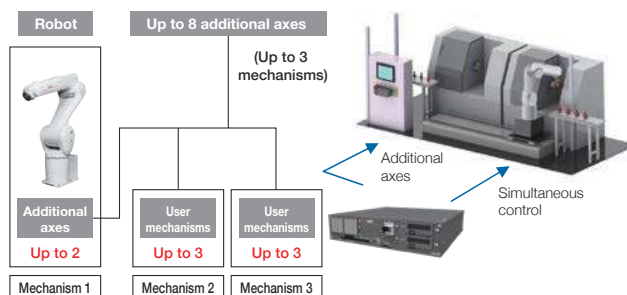 Robot
Up to 8 additional axes
(Up to 3
mechanisms)
Additional
axes
Simultaneous
control
Additional
axes
Up to 2
User
mechanisms
Up to 3
User
mechanisms
Up to 3
Mechanism 1
Mechanism 2
Mechanism 3